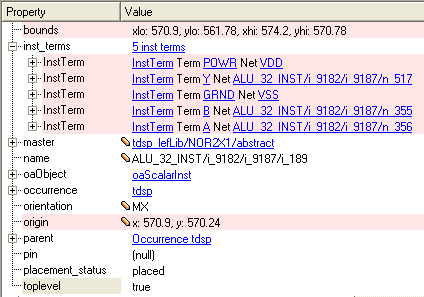 Property Value
bounds xlo: 570.9, ylo: 561.78, xhi: 574.2, yhi: 570.78
inst_terms 5 inst terms
InstTerm InstTerm Term POWR Net VDD
InstTerm InstTerm Term Y Net ALU_32_INST/i_9182/i_9187/n_517
InstTerm InstTerm Term GRND Net VSS
InstTerm InstTerm Term B Net ALU_32_INST/i_9182/i_9187/n_355
InstTerm InstTerm Term A Net ALU_32_INST/i_9182/i_9187/n_356
master tdsp_lefLib/NOR2X1/abstract
name ALU_32_INST/i_9182/i_9187/i_189
oaObject oaScalarInst
occurrence tdsp
orientation MX
origin x: 570.9, y: 570.24
parent Occurrence tdsp
pin (null)
placement_status placed
toplevel true